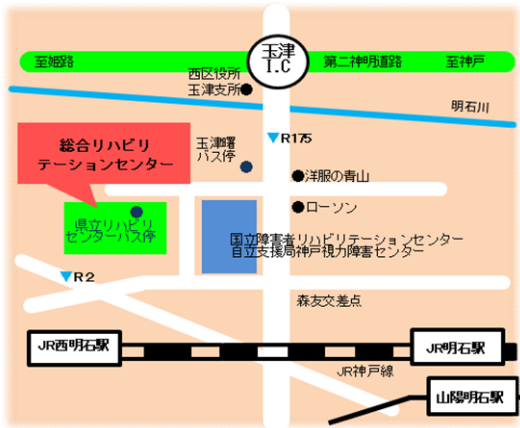 玉津
I.C
至姫路
第二神明道路
至神戸
西区役所
玉津支所
明石川
総合リハビリ
テーションセンター
玉津曙
バス停
R175
洋服の青山
ローソン
県立リハビリ
センターバス停
国立障害者リハビリテーションセンター
自立支援局神戸視力障害センター
R2
森友交差点
JR西明石駅
JR明石駅
JR神戸線
山陽明石駅